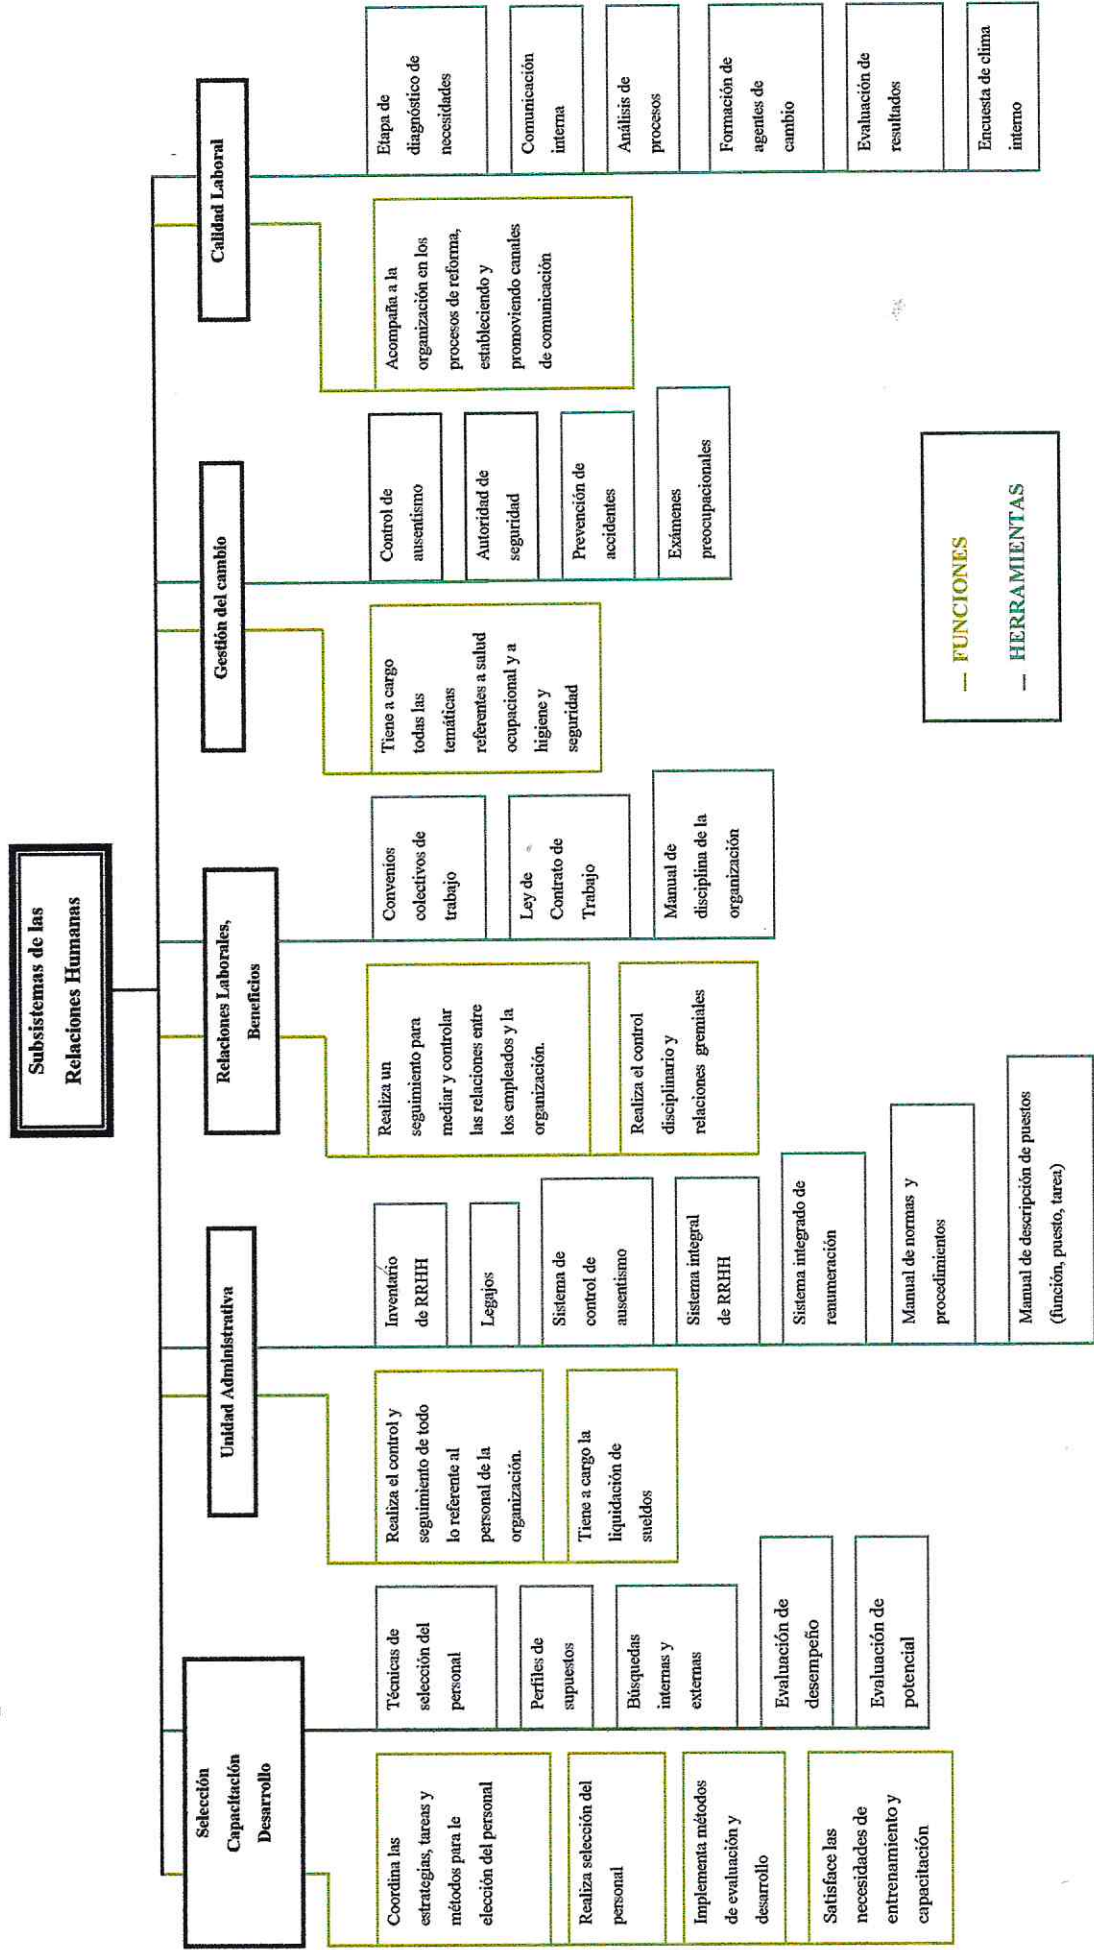 Subsistemas de las
Relaciones Humanas
Selección
Capacitación
Desarrollo
Coordina las
estrategias, tareas y
métodos para le
elección del personal
Realiza selección del
personal
Implementa métodos
de evaluación y
desarrollo
Satisface las
necesidades de
entrenamiento y
capacitación
Técnicas de
selección del
personal
Perfiles de
supuestos
Búsquedas
internas y
externas
Evaluación de
desempeño
Evaluación de
potencial
Unidad Administrativa
Realiza el control y
seguimiento de todo
lo referente al
personal de la
organización.
Tiene a cargo la
liquidación de
sueldos
Inventario
de RRHH
Legajos
Sistema de
control de
ausentismo
Sistema integral
de RRHH
Sistema integrado de
renumeración
Manual de normas y
procedimientos
Manual de descripción de puestos
(función, puesto, tarea)
Relaciones Laborales,
Beneficios
Realiza un
seguimiento para
mediar y controlar
las relaciones entre
los empleados y la
organización.
Realiza el control
disciplinario y
relaciones gremiales
Convenios
colectivos de
trabajo
Ley de
Contrato de
Trabajo
Manual de
disciplina de la
organización
Gestión del cambio
Tiene a cargo
todas las
temáticas
referentes a salud
ocupacional y a
higiene y
seguridad
Control de
ausentismo
Autoridad de
seguridad
Prevención de
accidentes
Exámenes
preocupacionales
Calidad Laboral
Acompaña a la
organización en los
procesos de reforma,
estableciendo y
promoviendo canales
de comunicación
Etapa de
diagnóstico de
necesidades
Comunicación
interna
Análisis de
procesos
Formación de
agentes de
cambio
Evaluación de
resultados
Encuesta de clima
interno
— FUNCIONES
— HERRAMIENTAS